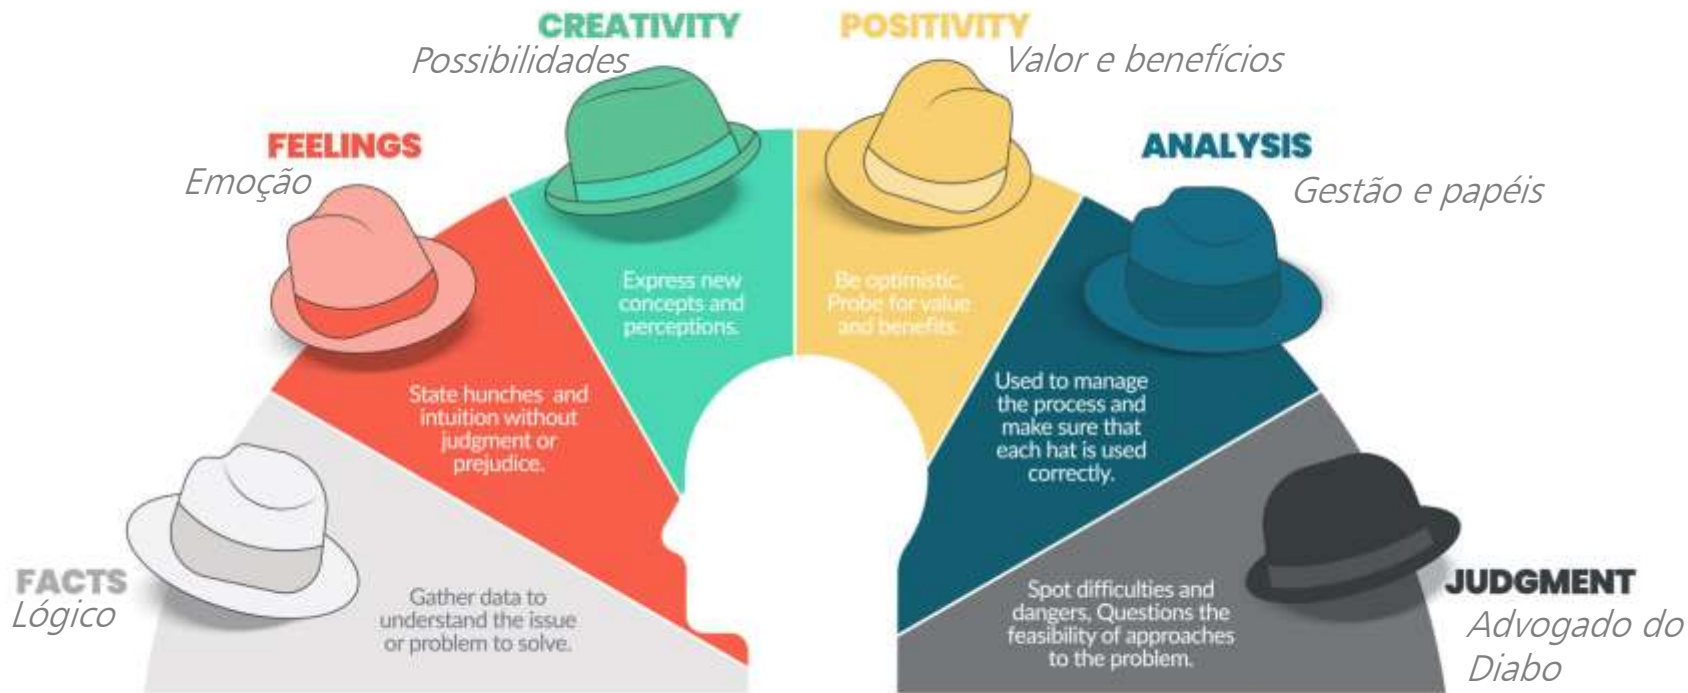 CREATIVITY
Possibilidades
POSITIVITY
Valor e benefícios
FEELINGS
Emoção
ANALYSIS
Gestão e papéis
Express new
concepts and
perceptions.
Be optimistic.
Probe for value
and benefits.
State hunches and
intuition without
judgment or
prejudice.
Used to manage
the process and
make sure that
each hat is used
correctly.
FACTS
Lógico
Gather data to
understand the issue
or problem to solve.
Spot difficulties and
dangers, Questions the
feasibility of approaches
to the problem.
JUDGMENT
Advogado do
Diabo